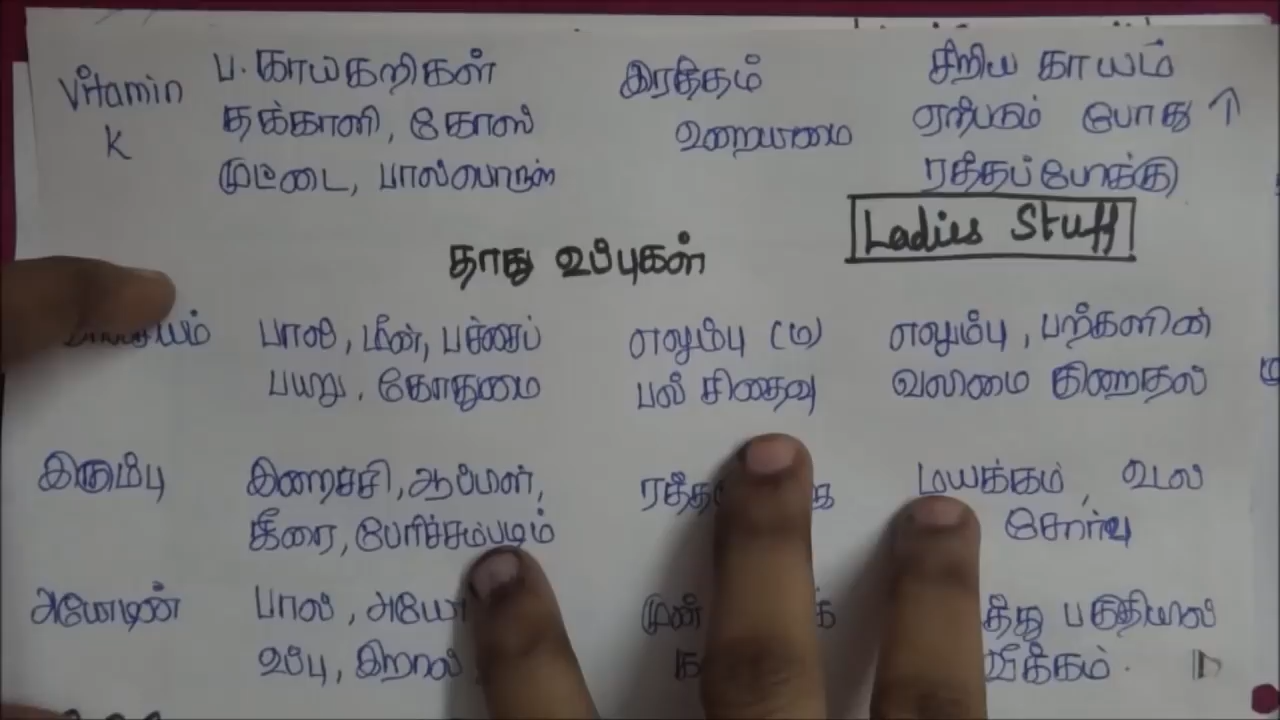 Vitamin K
ப. காய்கறிகள்
தக்காளி, கோஸ்
முட்டை, பால்பொருள்
இரத்தம்
உறையாமை
சிறிய காயம்
ஏற்படும் போது ↑
ரத்தப்போக்கு
Ladies Stuff
தாது உப்புகள்
பால், மீன், பச்சைப்
பயறு, கோதுமை
எலும்பு (ம)
பல் சிதைவு
எலும்பு, பற்களின்
வலிமை குறைதல்
இரும்பு
இறைச்சி, ஆப்பிள்,
கீரை, பேரிச்சம்பழம்
மயக்கம், உடல்
சோர்வு
அயோடின்
பால்,
உப்பு, இறால்
பகுதியில்
வீக்கம்.